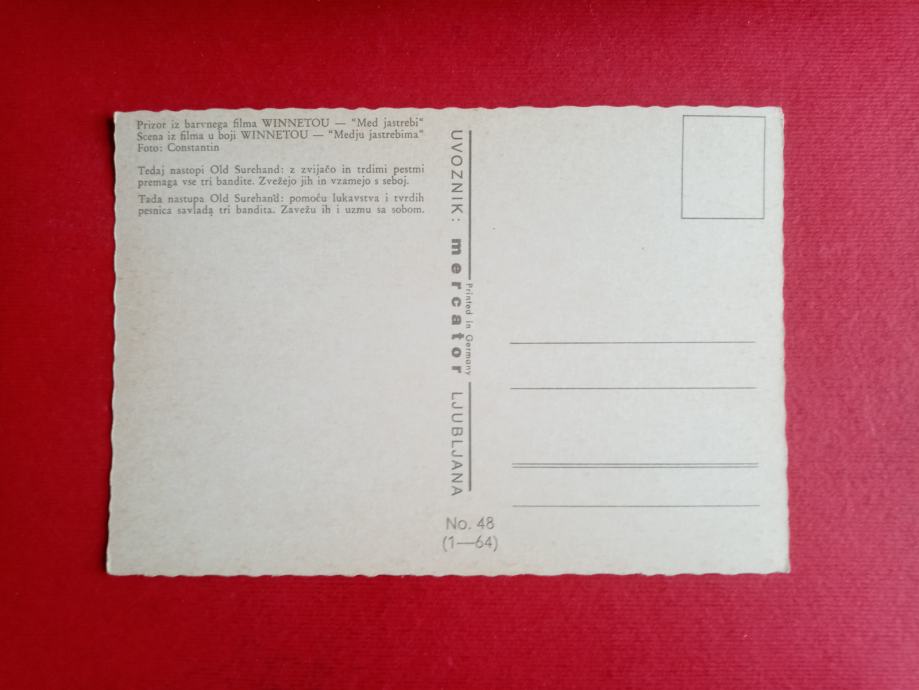 Prizor iz barvnega filma WINNETOU — "Med jastrebi"
Scena iz filma u boji WINNETOU — "Medju jastrebima"
Foto: Constantin
Tedaj nastopi Old Surehand: z zvijačo in trdimi pestmi
premaga vse tri bandite. Zvežejo jih in vzamejo s seboj.
Tada nastupa Old Surehand: pomoću lukavstva i tvrdih
pesnica savlada tri bandita. Zavežu ih i uzmu sa sobom.
UVOZNIK: mercator LJUBLJANA
Printed in Germany
No. 48
(1—64)